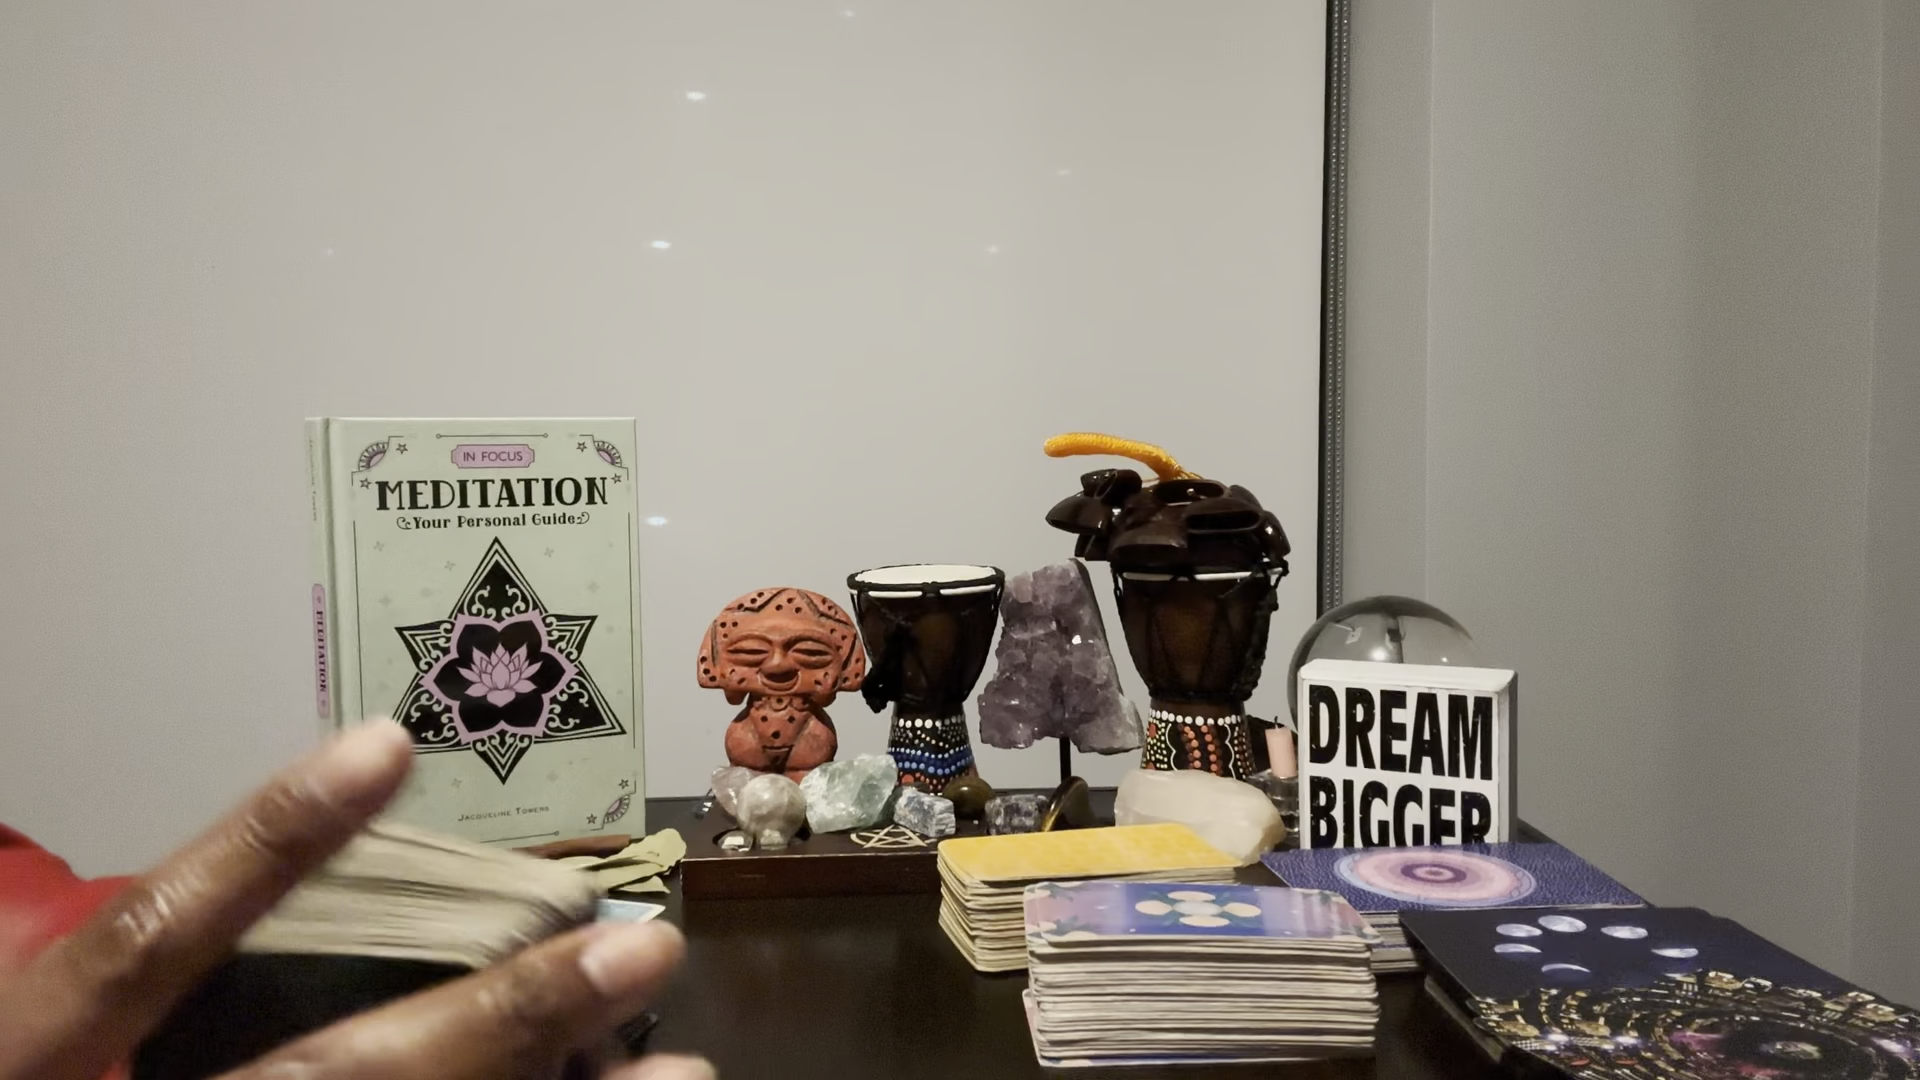 IN FOCUS
MEDITATION
Your Personal Guide
JACQUELINE TOWERS
MEDITATION
DREAM
BIGGER